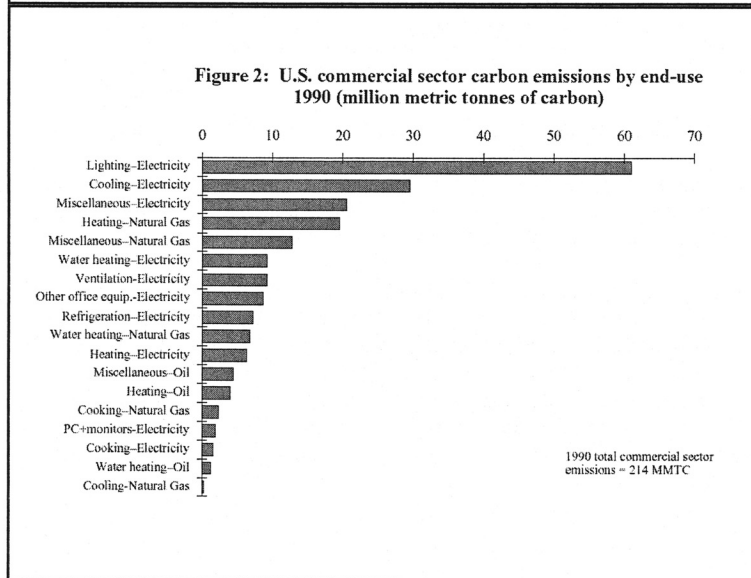 Figure 2: U.S. commercial sector carbon emissions by end-use
1990 (million metric tonnes of carbon)
0 10 20 30 40 50 60 70
Lighting–Electricity
Cooling–Electricity
Miscellaneous–Electricity
Heating–Natural Gas
Miscellaneous–Natural Gas
Water heating–Electricity
Ventilation-Electricity
Other office equip.-Electricity
Refrigeration–Electricity
Water heating–Natural Gas
Heating–Electricity
Miscellaneous–Oil
Heating–Oil
Cooking–Natural Gas
PC+monitors-Electricity
Cooking–Electricity
Water heating–Oil
Cooling-Natural Gas
1990 total commercial sector
emissions = 214 MMTC